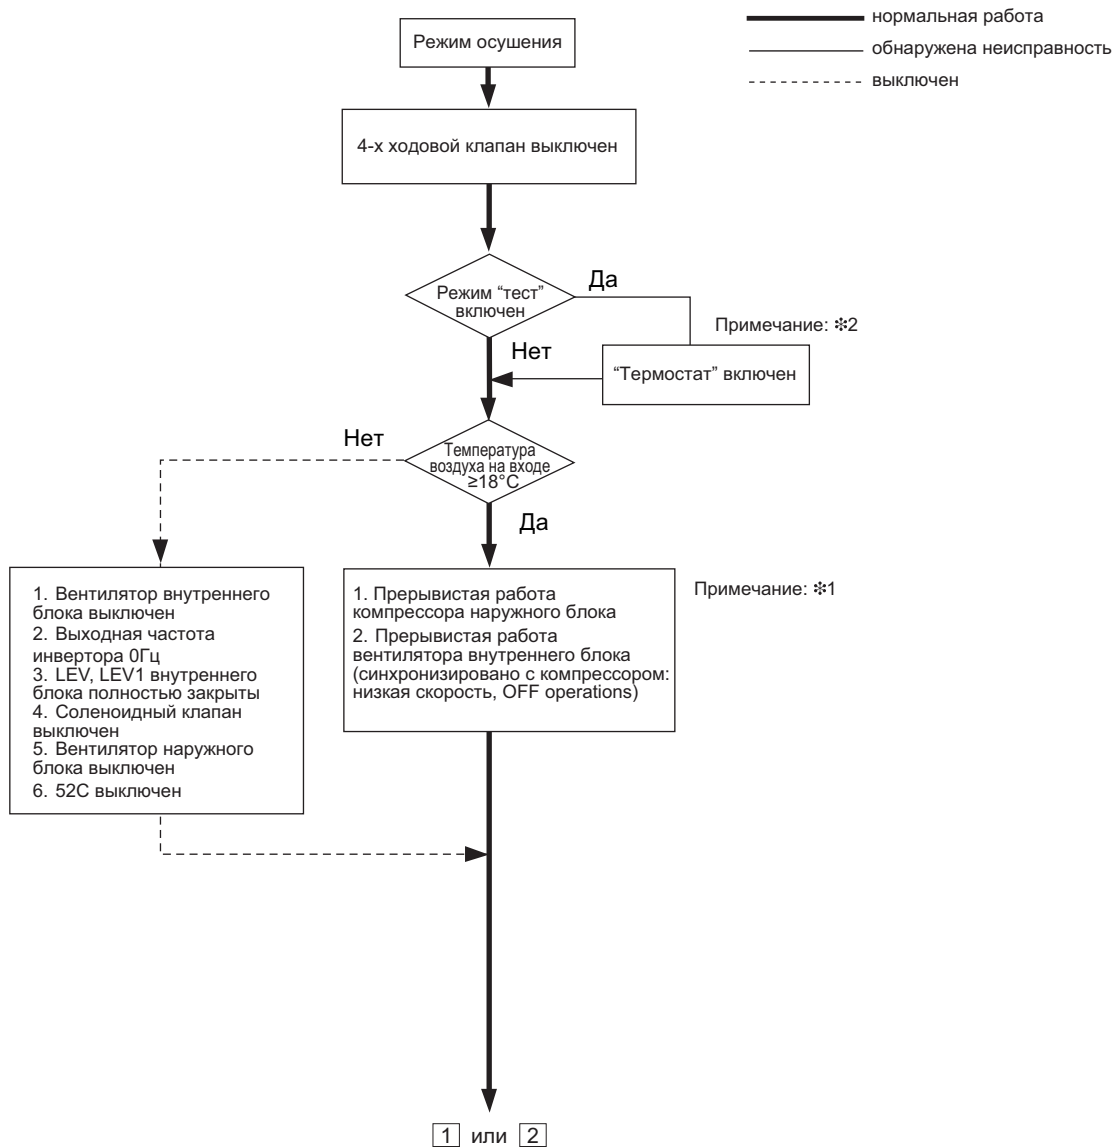 нормальная работа
обнаружена неисправность
выключен
Режим осушения
4-х ходовой клапан выключен
Режим “тест”
включен
Да
Нет
Примечание: ✻2
“Термостат” включен
Температура
воздуха на входе
≥18°C
Нет
Да
1. Вентилятор внутреннего
блока выключен
2. Выходная частота
инвертора 0Гц
3. LEV, LEV1 внутреннего
блока полностью закрыты
4. Соленоидный клапан
выключен
5. Вентилятор наружного
блока выключен
6. 52C выключен
1. Прерывистая работа
компрессора наружного блока
2. Прерывистая работа
вентилятора внутреннего блока
(синхронизировано с компрессором:
низкая скорость, OFF operations)
Примечание: ✻1
1 или 2